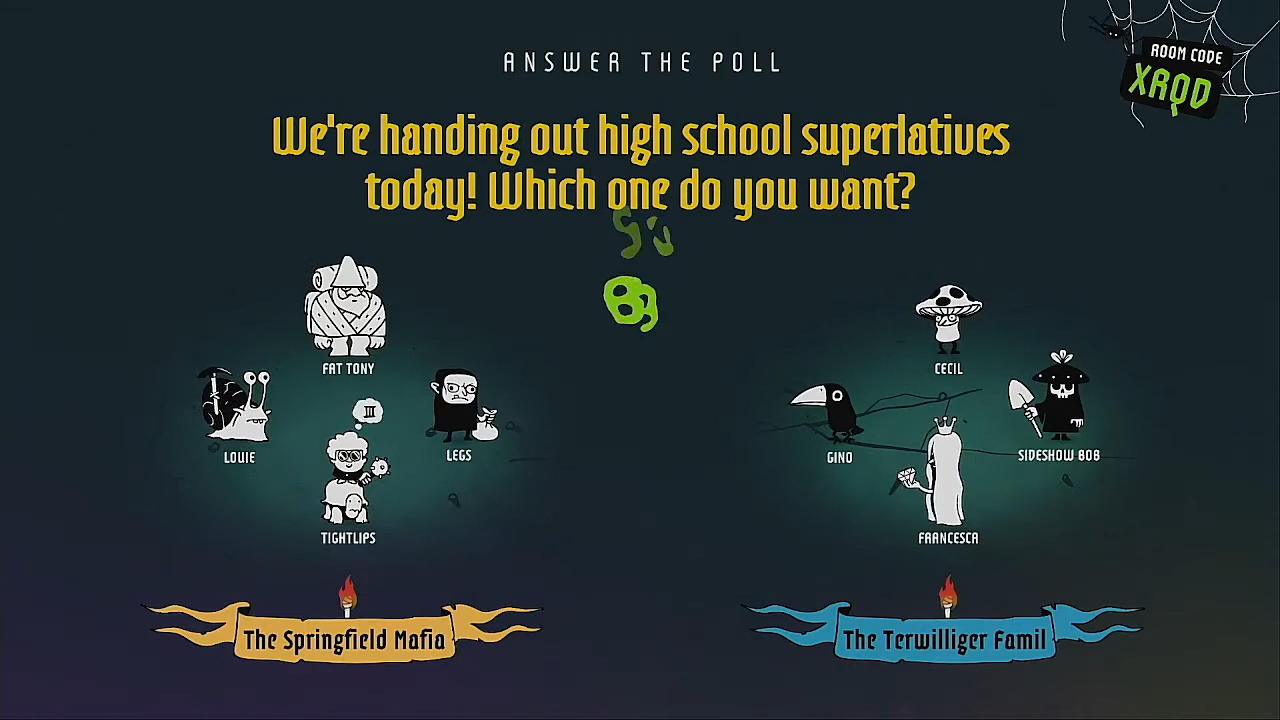 ANSWER THE POLL
ROOM CODE
XRQD
We're handing out high school superlatives
today! Which one do you want?
FAT TONY
CECIL
LOUIE
III
LEGS
GINO
SIDESHOW BOB
TIGHTLIPS
FRANCESCA
The Springfield Mafia
The Terwilliger Famil